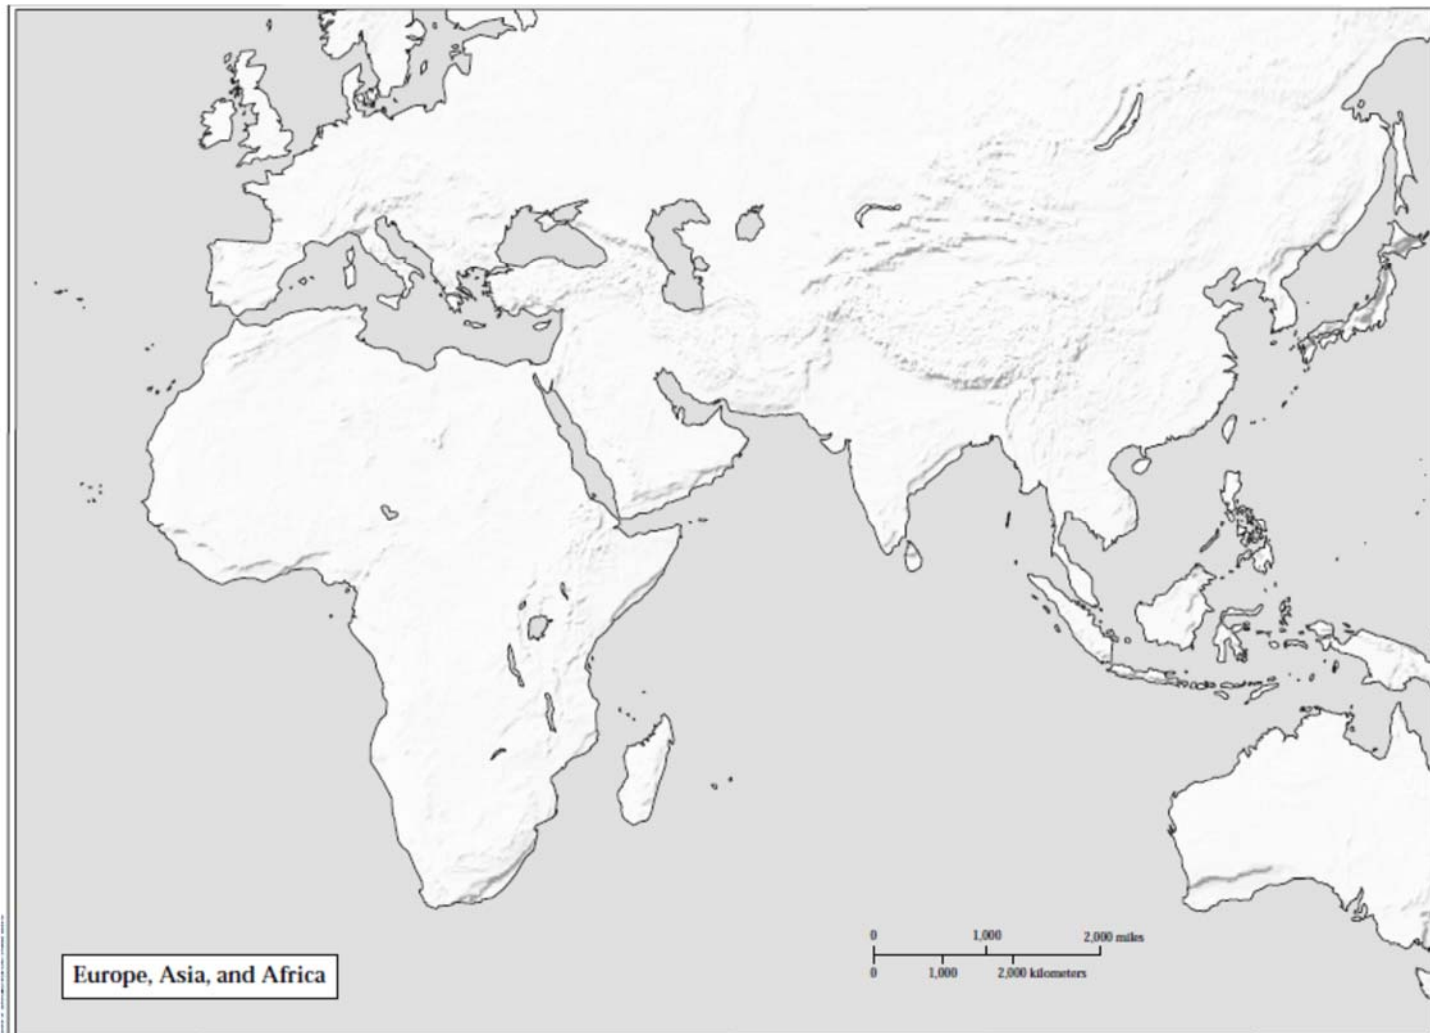 0 1,000 2,000 miles
0 1,000 2,000 kilometers
Europe, Asia, and Africa